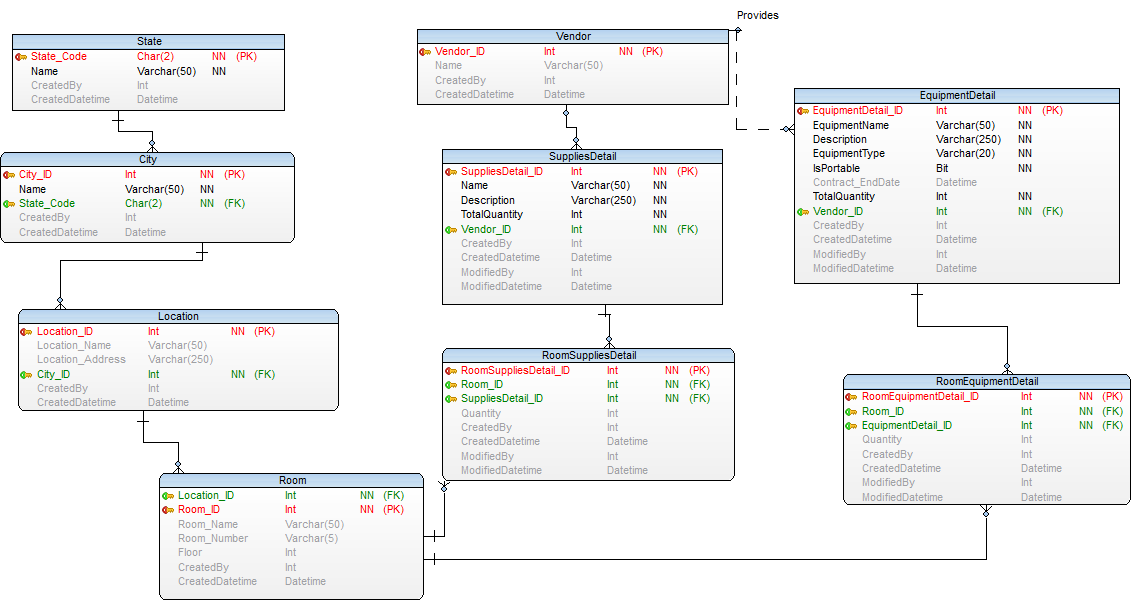 Provides
State
State_Code Char(2) NN (PK)
Name Varchar(50) NN
CreatedBy Int
CreatedDatetime Datetime
Vendor
Vendor_ID Int NN (PK)
Name Varchar(50)
CreatedBy Int
CreatedDatetime Datetime
EquipmentDetail
EquipmentDetail_ID Int NN (PK)
EquipmentName Varchar(50) NN
Description Varchar(250) NN
EquipmentType Varchar(20) NN
IsPortable Bit NN
Contract_EndDate Datetime
TotalQuantity Int NN
Vendor_ID Int NN (FK)
CreatedBy Int
CreatedDatetime Datetime
ModifiedBy Int
ModifiedDatetime Datetime
City
City_ID Int NN (PK)
Name Varchar(50) NN
State_Code Char(2) NN (FK)
CreatedBy Int
CreatedDatetime Datetime
SuppliesDetail
SuppliesDetail_ID Int NN (PK)
Name Varchar(50) NN
Description Varchar(250) NN
TotalQuantity Int NN
Vendor_ID Int NN (FK)
CreatedBy Int
CreatedDatetime Datetime
ModifiedBy Int
ModifiedDatetime Datetime
Location
Location_ID Int NN (PK)
Location_Name Varchar(50)
Location_Address Varchar(250)
City_ID Int NN (FK)
CreatedBy Int
CreatedDatetime Datetime
RoomSuppliesDetail
RoomSuppliesDetail_ID Int NN (PK)
Room_ID Int NN (FK)
SuppliesDetail_ID Int NN (FK)
Quantity Int
CreatedBy Int
CreatedDatetime Datetime
ModifiedBy Int
ModifiedDatetime Datetime
RoomEquipmentDetail
RoomEquipmentDetail_ID Int NN (PK)
Room_ID Int NN (FK)
EquipmentDetail_ID Int NN (FK)
Quantity Int
CreatedBy Int
CreatedDatetime Datetime
ModifiedBy Int
ModifiedDatetime Datetime
Room
Location_ID Int NN (FK)
Room_ID Int NN (PK)
Room_Name Varchar(50)
Room_Number Varchar(5)
Floor Int
CreatedBy Int
CreatedDatetime Datetime